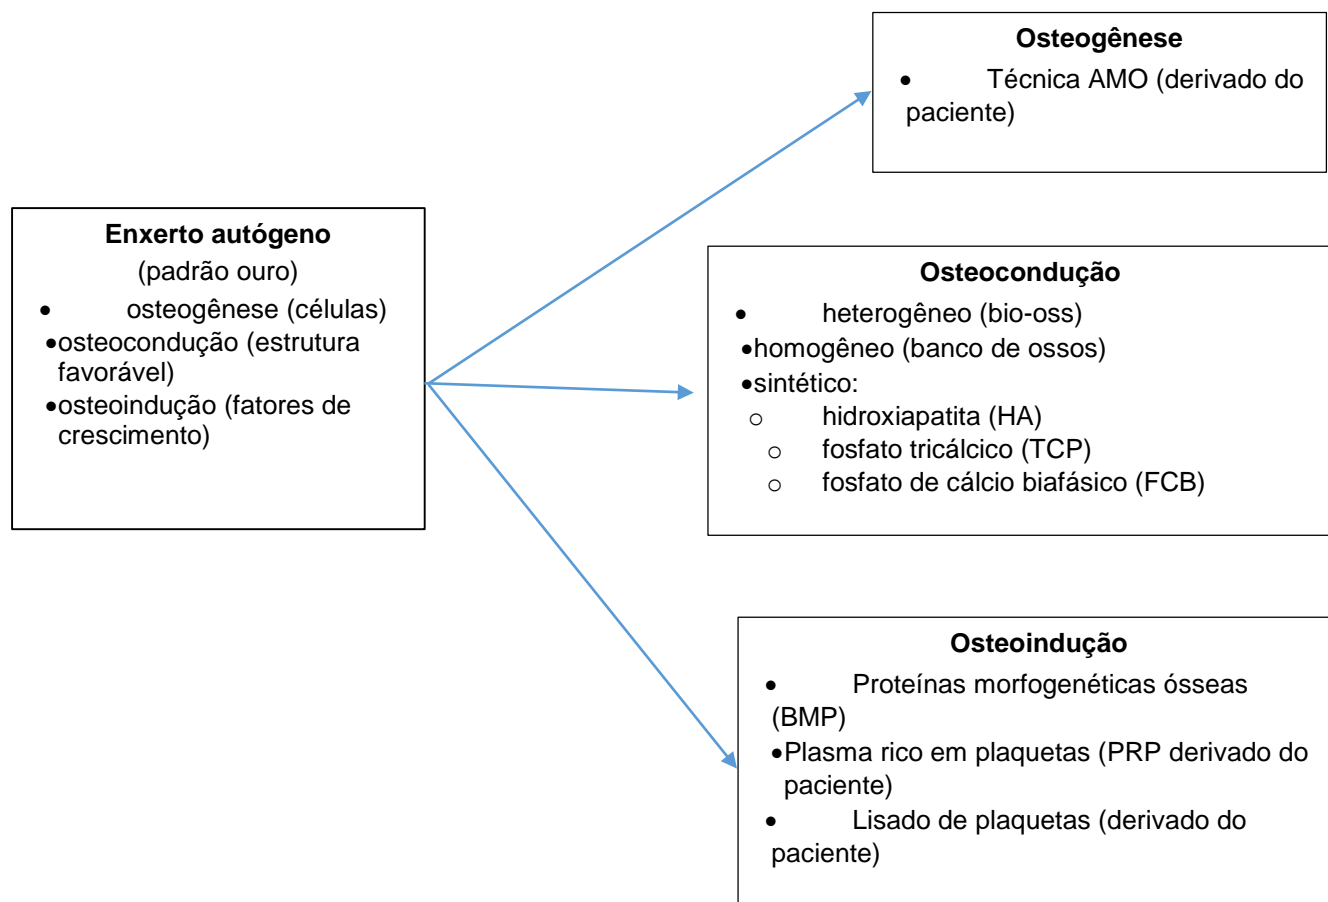 Enxerto autógeno
(padrão ouro)
• osteogênese (células)
•osteocondução (estrutura
favorável)
•osteoindução (fatores de
crescimento)
Osteogênese
• Técnica AMO (derivado do
paciente)
Osteocondução
• heterogêneo (bio-oss)
•homogêneo (banco de ossos)
•sintético:
o hidroxiapatita (HA)
o fosfato tricálcico (TCP)
o fosfato de cálcio biafásico (FCB)
Osteoindução
• Proteínas morfogenéticas ósseas
(BMP)
•Plasma rico em plaquetas (PRP derivado do
paciente)
• Lisado de plaquetas (derivado do
paciente)